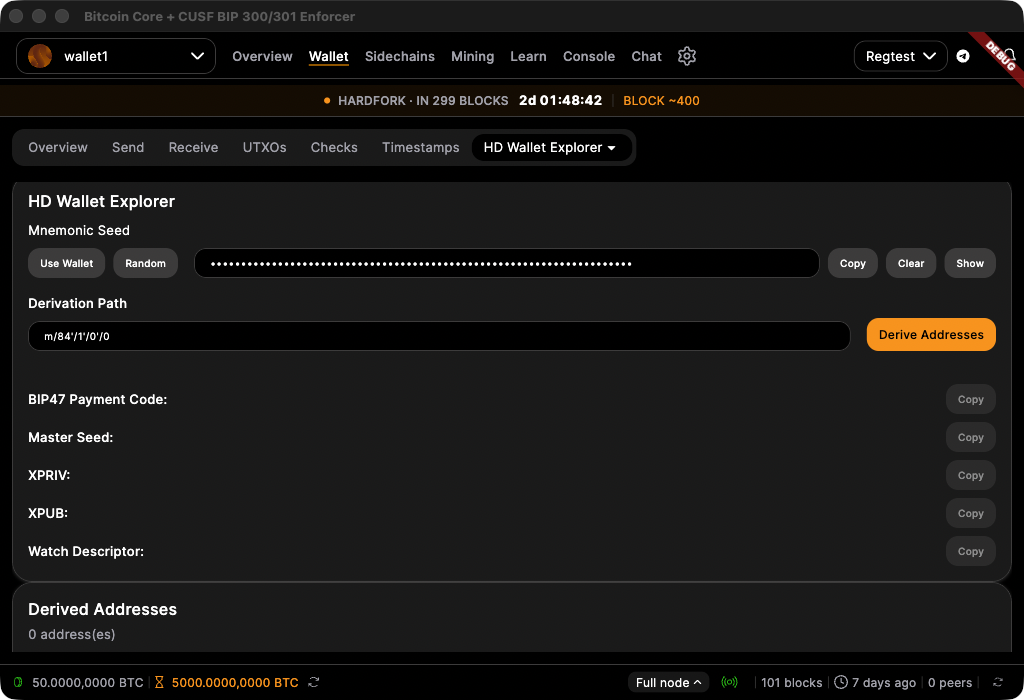 Bitcoin Core + CUSF BIP 300/301 Enforcer
wallet1 Overview Wallet Sidechains Mining Learn Console Chat Regtest DEBUG
HARDFORK · IN 299 BLOCKS 2d 01:48:42 BLOCK ~400
Overview Send Receive UTXOs Checks Timestamps HD Wallet Explorer
HD Wallet Explorer
Mnemonic Seed
Use Wallet Random Copy Clear Show
Derivation Path
m/84'/1'/0'/0 Derive Addresses
BIP47 Payment Code: Copy
Master Seed: Copy
XPRIV: Copy
XPUB: Copy
Watch Descriptor: Copy
Derived Addresses
0 address(es)
50.0000,0000 BTC 5000.0000,0000 BTC Full node 101 blocks 7 days ago 0 peers